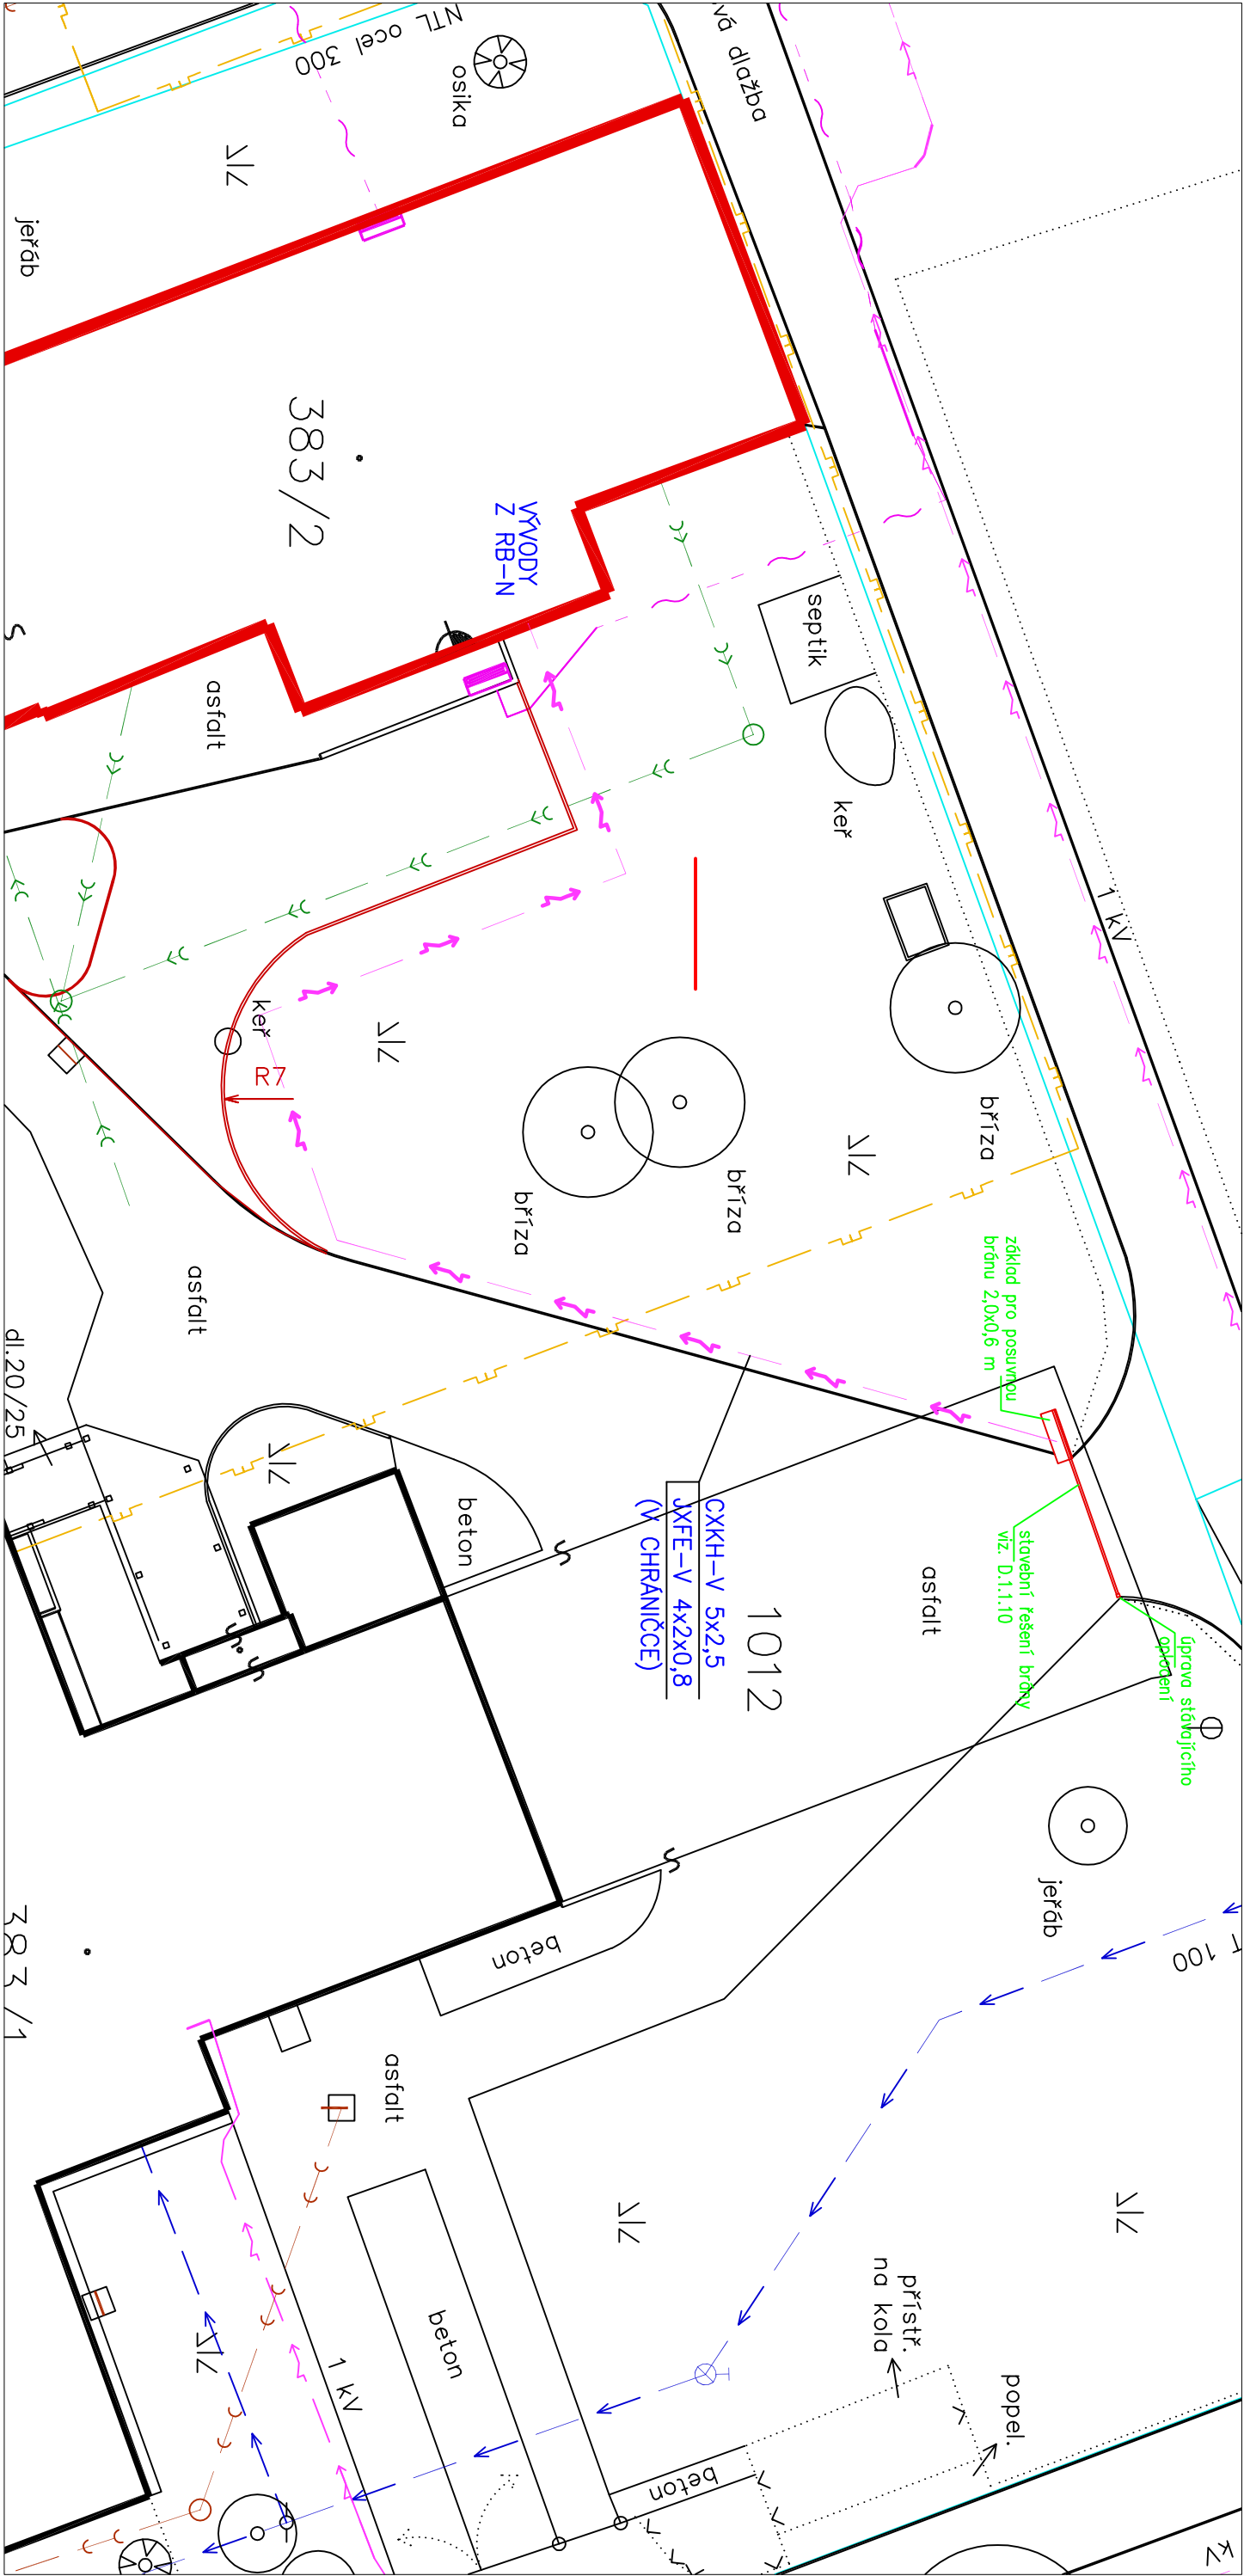 NTL ocel 300
osika
vá dlažba
jeřáb
383/2
VÝVODY
Z RB–N
septik
keř
asfalt
1 kV
keř
R7
bříza
bříza
bříza
základ pro posuvnou
bránu 2,0x0,6 m
asfalt
dl.20/25
beton
CXKH–V 5x2,5
JXFE–V 4x2x0,8
(V CHRÁNIČCE)
1012
asfalt
stavební řešení brány
viz. D.1.1.10
úprava stávajícího
oplocení
jeřáb
T 100
383/1
beton
asfalt
beton
1 kV
přístř.
na kola
popel.
beton
kV